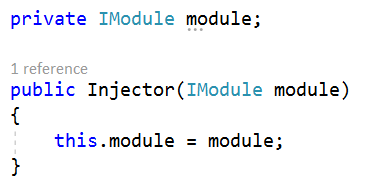 private IModule module;
1 reference
public Injector(IModule module)
{
    this.module = module;
}